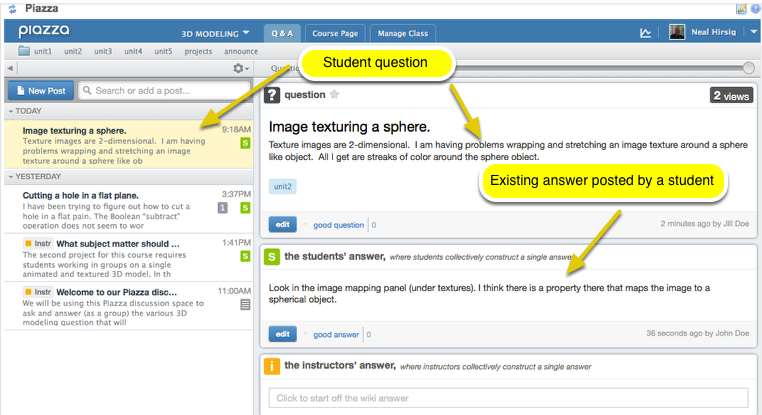 Piazza
piazza
3D MODELING
Q & A
Course Page
Manage Class
Neal Hirsig
unit1 unit2 unit3 unit4 unit5 projects announce
Student question
New Post
Search or add a post...
TODAY
Image texturing a sphere. 9:18AM
Texture images are 2-dimensional. I am having
problems wrapping and stretching an image
texture around a sphere like ob
S
YESTERDAY
Cutting a hole in a flat plane. 3:37PM
I have been trying to figure out how to cut a
hole in a flat pain. The Boolean "subtract"
operation does not seem to wor
1 S
Instr What subject matter should ... 1:41PM
The second project for this course requires
students working in groups on a single
animated and textured 3D model. In th
S
Instr Welcome to our Piazza disc... 11:00AM
We will be using this Piazza discussion space to
ask and answer (as a group) the various 3D
modeling question that will
? question
2 views
Image texturing a sphere.
Texture images are 2-dimensional. I am having problems wrapping and stretching an image texture around a sphere
like object. All I get are streaks of color around the sphere object.
Existing answer posted by a student
unit2
edit · good question 0
2 minutes ago by Jill Doe
S the students' answer, where students collectively construct a single answer
Look in the image mapping panel (under textures). I think there is a property there that maps the image to a
spherical object.
edit · good answer 0
36 seconds ago by John Doe
i the instructors' answer, where instructors collectively construct a single answer
Click to start off the wiki answer